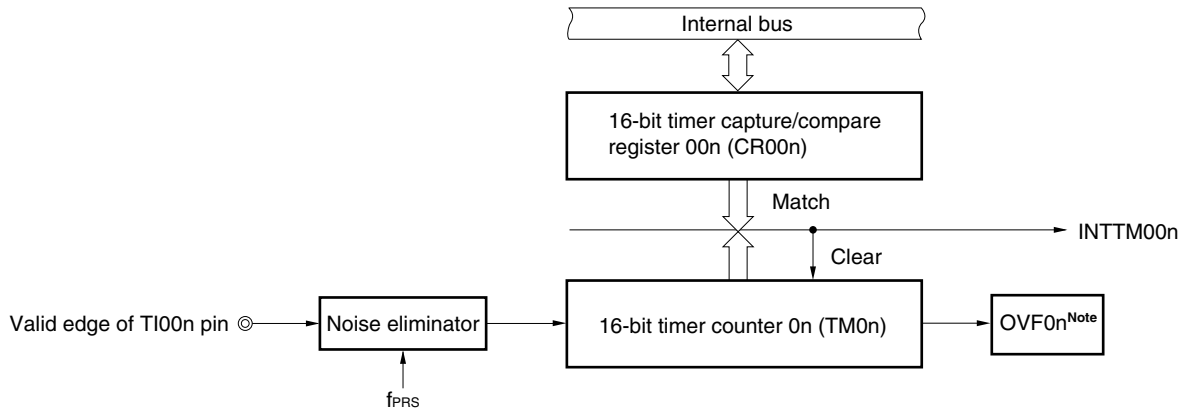 Internal bus
16-bit timer capture/compare
register 00n (CR00n)
Match
INTTM00n
Clear
Valid edge of TI00n pin
Noise eliminator
16-bit timer counter 0n (TM0n)
OVF0nNote
fPRS